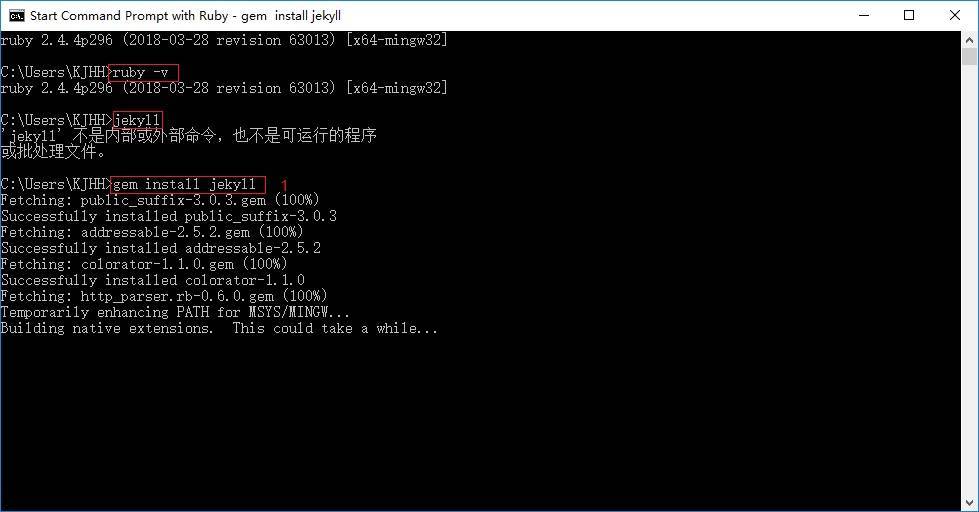 Start Command Prompt with Ruby - gem  install jekyll
ruby 2.4.4p296 (2018-03-28 revision 63013) [x64-mingw32]
C:\Users\KJHH>ruby -v
ruby 2.4.4p296 (2018-03-28 revision 63013) [x64-mingw32]
C:\Users\KJHH>jekyll
'jekyll' 不是内部或外部命令，也不是可运行的程序
或批处理文件。
C:\Users\KJHH>gem install jekyll 1
Fetching: public_suffix-3.0.3.gem (100%)
Successfully installed public_suffix-3.0.3
Fetching: addressable-2.5.2.gem (100%)
Successfully installed addressable-2.5.2
Fetching: colorator-1.1.0.gem (100%)
Successfully installed colorator-1.1.0
Fetching: http_parser.rb-0.6.0.gem (100%)
Temporarily enhancing PATH for MSYS/MINGW...
Building native extensions.  This could take a while...